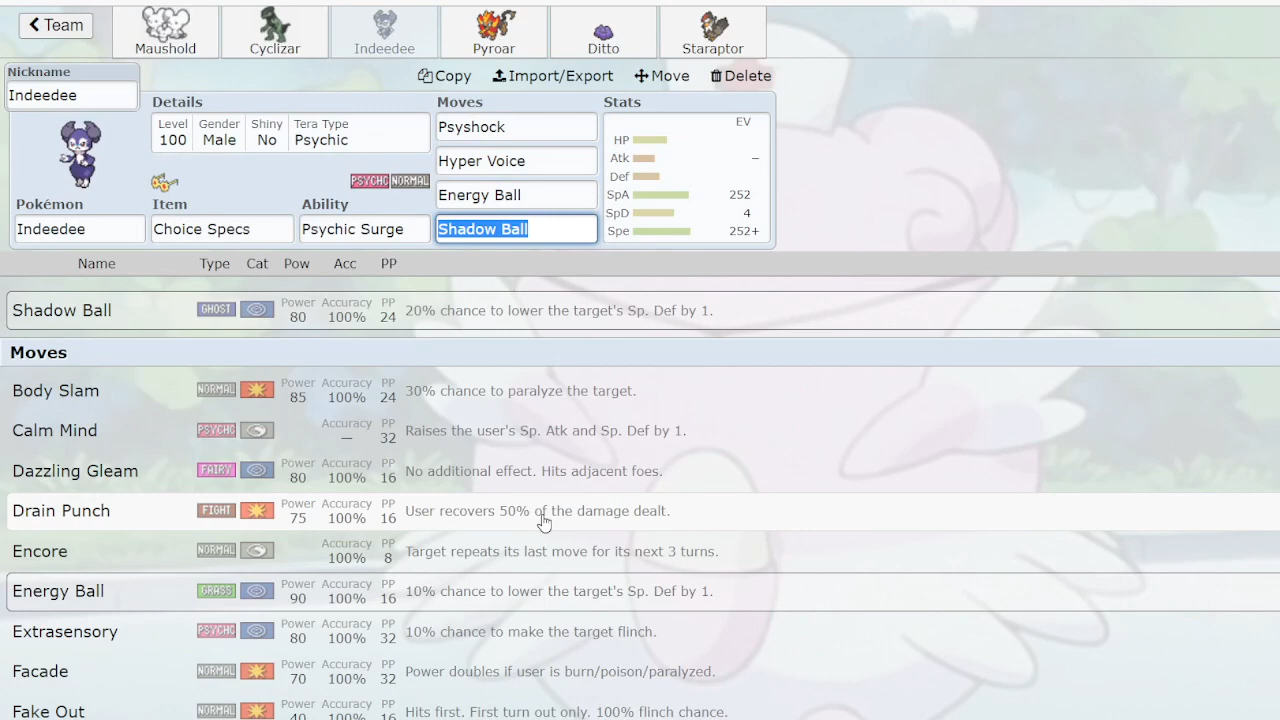 Team
Maushold Cyclizar Indeedee Pyroar Ditto Staraptor
Nickname
Indeedee
Copy Import/Export Move Delete
Details Moves Stats
Level Gender Shiny Tera Type
100 Male No Psychic
Psyshock
EV
HP
Hyper Voice
Atk –
Def
PSYCHC NORMAL
Energy Ball
SpA 252
Pokémon Item Ability
SpD 4
Indeedee Choice Specs Psychic Surge Shadow Ball
Spe 252+
Name Type Cat Pow Acc PP
Shadow Ball GHOST Power 80 Accuracy 100% PP 24 20% chance to lower the target's Sp. Def by 1.
Moves
Body Slam NORMAL Power 85 Accuracy 100% PP 24 30% chance to paralyze the target.
Calm Mind PSYCHC Accuracy — PP 32 Raises the user's Sp. Atk and Sp. Def by 1.
Dazzling Gleam FAIRY Power 80 Accuracy 100% PP 16 No additional effect. Hits adjacent foes.
Drain Punch FIGHT Power 75 Accuracy 100% PP 16 User recovers 50% of the damage dealt.
Encore NORMAL Accuracy 100% PP 8 Target repeats its last move for its next 3 turns.
Energy Ball GRASS Power 90 Accuracy 100% PP 16 10% chance to lower the target's Sp. Def by 1.
Extrasensory PSYCHC Power 80 Accuracy 100% PP 32 10% chance to make the target flinch.
Facade NORMAL Power 70 Accuracy 100% PP 32 Power doubles if user is burn/poison/paralyzed.
Fake Out NORMAL Power 40 Accuracy 100% PP 16 Hits first. First turn out only. 100% flinch chance.